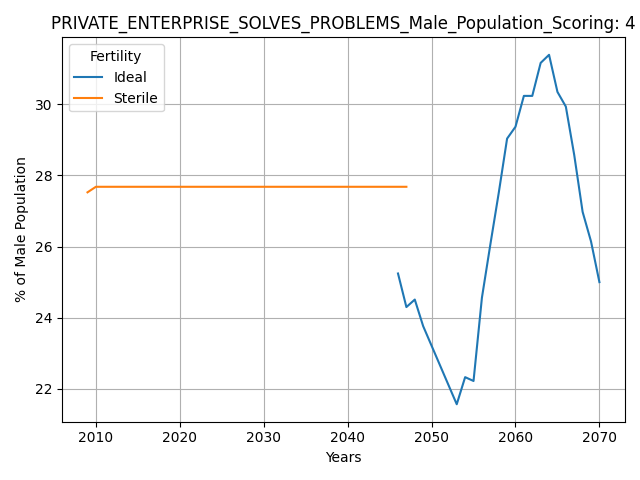 PRIVATE_ENTERPRISE_SOLVES_PROBLEMS_Male_Population_Scoring: 4
Fertility
Ideal
Sterile
% of Male Population
30
28
26
24
22
2010 2020 2030 2040 2050 2060 2070
Years